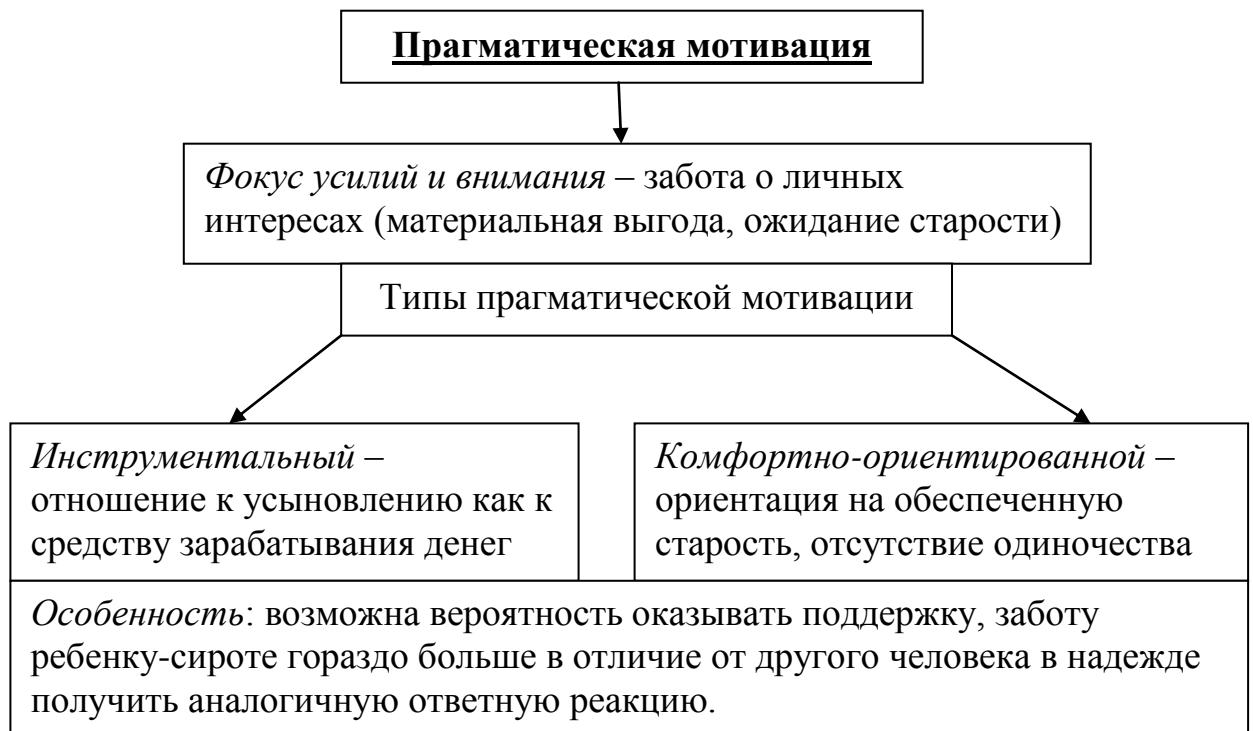 Прагматическая мотивация
Фокус усилий и внимания – забота о личных
интересах (материальная выгода, ожидание старости)
Типы прагматической мотивации
Инструментальный –
отношение к усыновлению как к
средству зарабатывания денег
Комфортно-ориентированной –
ориентация на обеспеченную
старость, отсутствие одиночества
Особенность: возможна вероятность оказывать поддержку, заботу
ребенку-сироте гораздо больше в отличие от другого человека в надежде
получить аналогичную ответную реакцию.